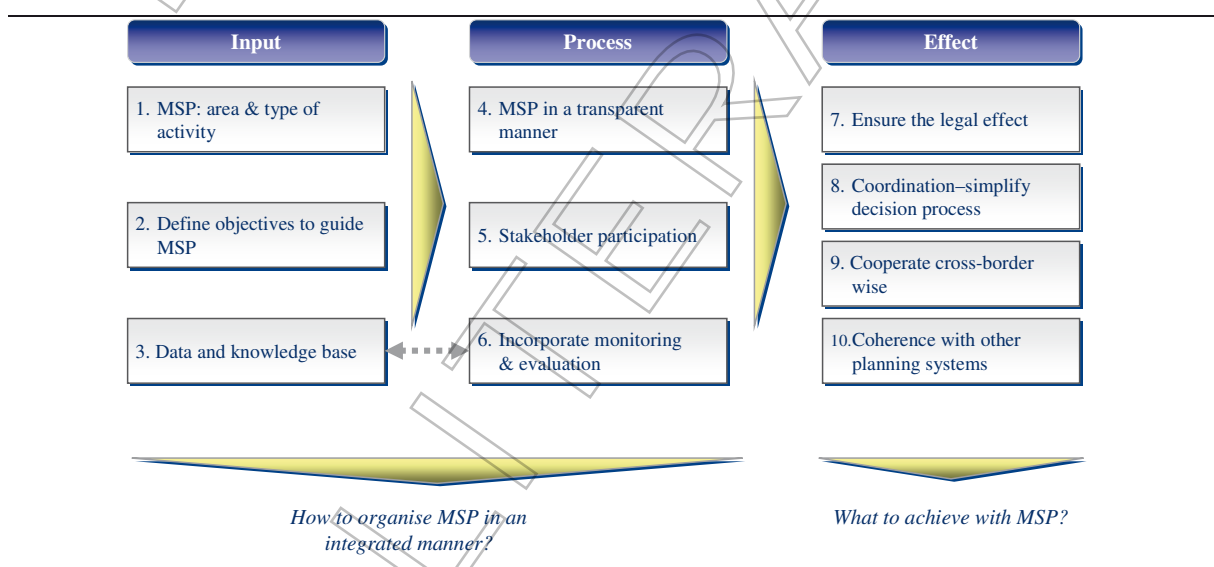 Input
Process
Effect
1. MSP: area & type of
activity
2. Define objectives to guide
MSP
3. Data and knowledge base
4. MSP in a transparent
manner
5. Stakeholder participation
6. Incorporate monitoring
& evaluation
7. Ensure the legal effect
8. Coordination–simplify
decision process
9. Cooperate cross-border
wise
10.Coherence with other
planning systems
How to organise MSP in an
integrated manner?
What to achieve with MSP?